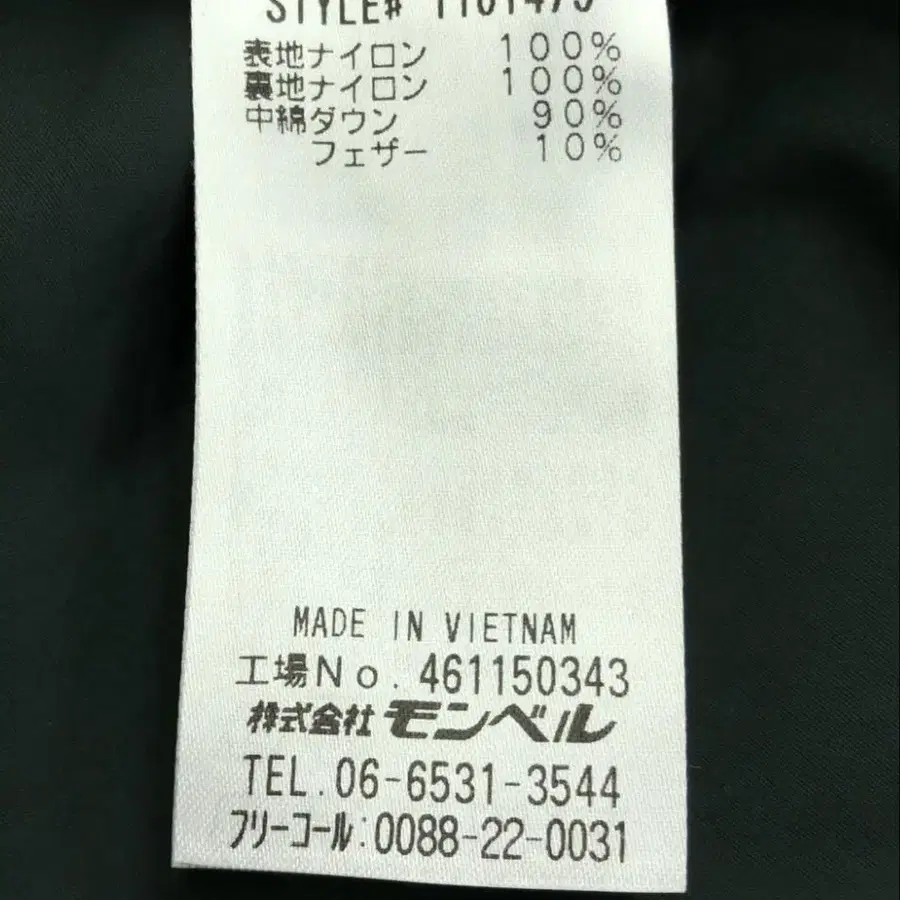 STYLE# 1101475
表地ナイロン 100%
裏地ナイロン 100%
中綿ダウン 90%
フェザー 10%
MADE IN VIETNAM
工場No. 461150343
株式会社モンベル
TEL.06-6531-3544
フリーコール:0088-22-0031